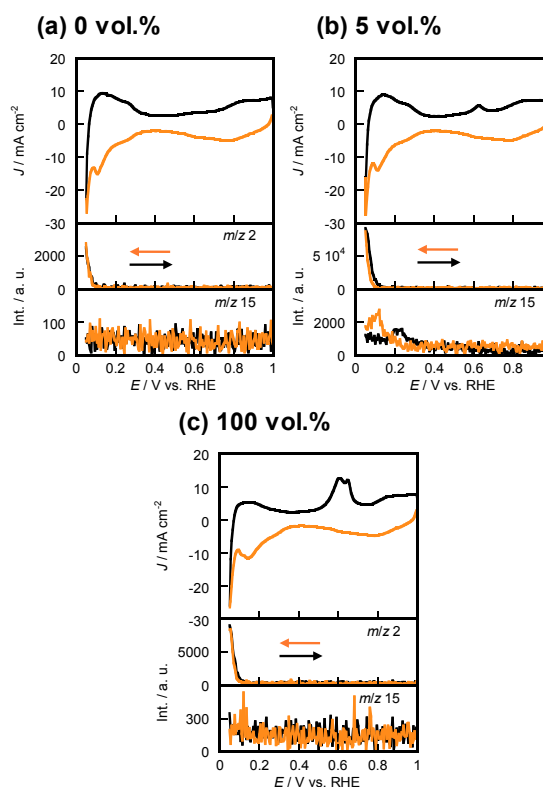 (a) 0 vol.%
(b) 5 vol.%
20
10
0
-10
-20
-30
J / mA cm-2
m/z 2
2000
0
Int. / a. u.
m/z 15
100
0
0 0.2 0.4 0.6 0.8 1
E / V vs. RHE
20
10
0
-10
-20
-30
J / mA cm-2
m/z 2
5 10⁴
0
Int. / a. u.
m/z 15
2000
0
0 0.2 0.4 0.6 0.8
E / V vs. RHE
(c) 100 vol.%
20
10
0
-10
-20
-30
J / mA cm-2
m/z 2
5000
0
Int. / a. u.
m/z 15
300
0
0 0.2 0.4 0.6 0.8 1
E / V vs. RHE